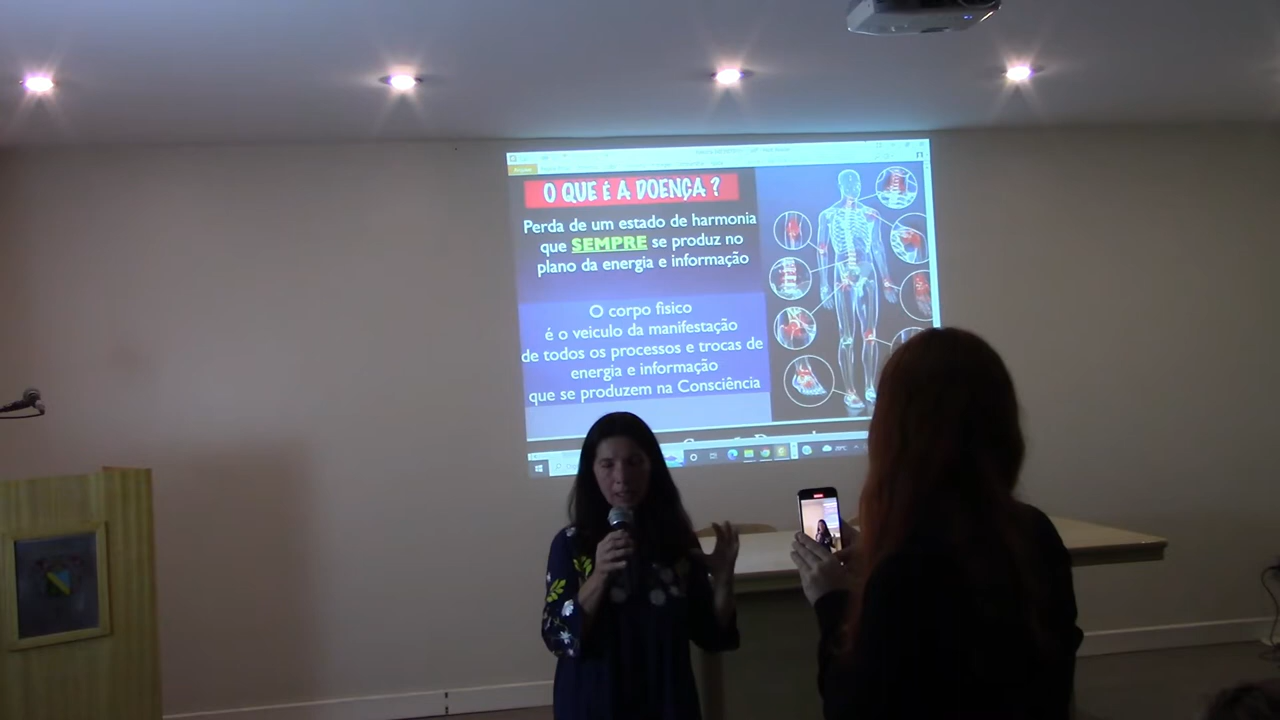 O QUE É A DOENÇA ?
Perda de um estado de harmonia
que SEMPRE se produz no
plano da energia e informação
O corpo fisico
é o veiculo da manifestação
de todos os processos e trocas de
energia e informação
que se produzem na Consciência